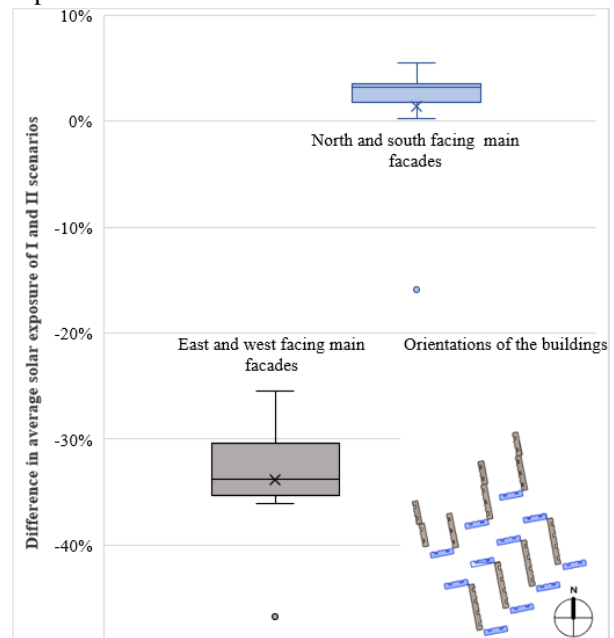 10%
0%
-10%
-20%
-30%
-40%
Difference in average solar exposure of I and II scenarios
North and south facing main
facades
East and west facing main
facades
Orientations of the buildings
N